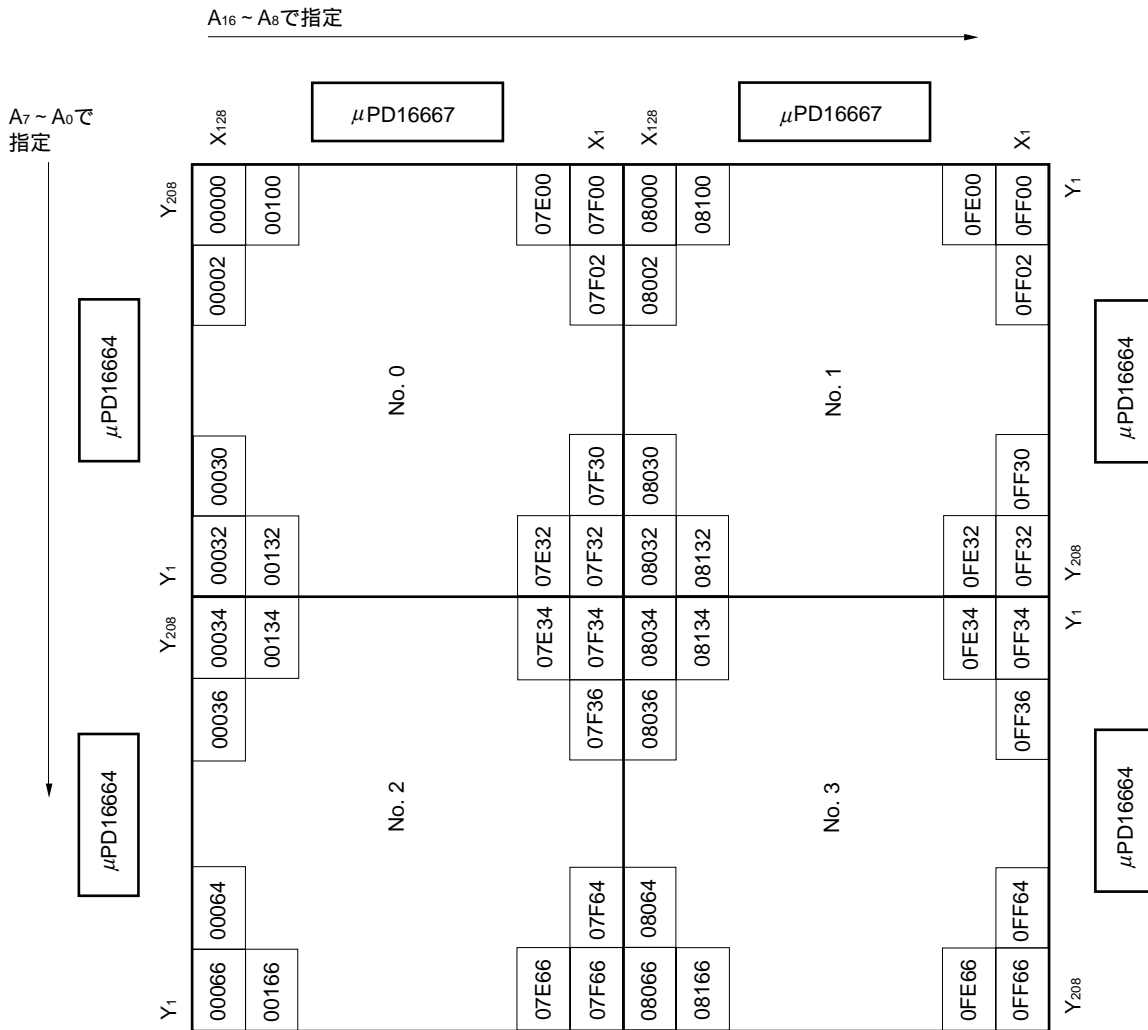 A16 ~ A8で指定
A7 ~ A0で
指定
X128
μPD16667
X1
X128
μPD16667
X1
Y208
00000
00100
07E00
07F00
08000
08100
0FE00
0FF00
Y1
00002
07F02
08002
0FF02
μPD16664
No. 0
No. 1
μPD16664
00030
07F30
08030
0FF30
Y1
00032
00132
07E32
07F32
08032
08132
0FE32
0FF32
Y208
Y208
00034
00134
07E34
07F34
08034
08134
0FE34
0FF34
Y1
00036
07F36
08036
0FF36
μPD16664
No. 2
No. 3
μPD16664
00064
07F64
08064
0FF64
Y1
00066
00166
07E66
07F66
08066
08166
0FE66
0FF66
Y208